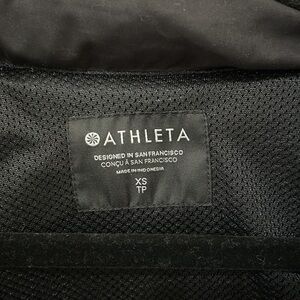 ATHLETA
DESIGNED IN SAN FRANCISCO
CONÇU À SAN FRANCISCO
MADE IN INDONESIA
XS
TP